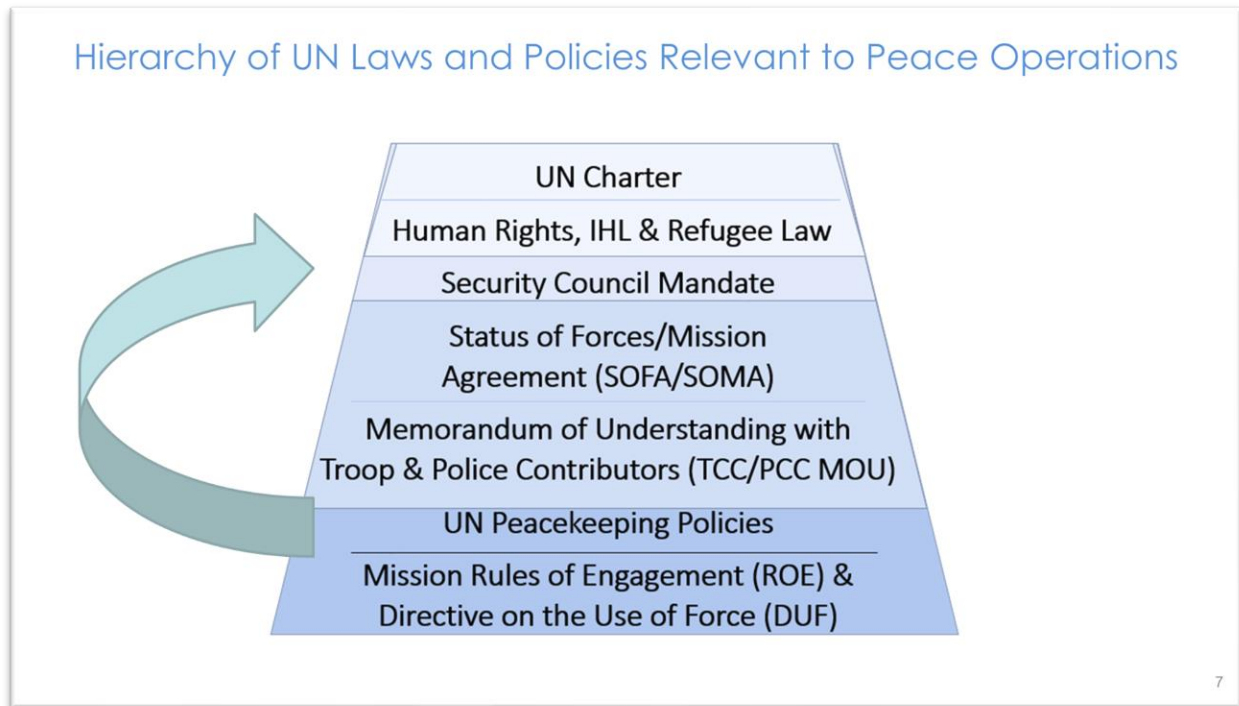 Hierarchy of UN Laws and Policies Relevant to Peace Operations
UN Charter
Human Rights, IHL & Refugee Law
Security Council Mandate
Status of Forces/Mission
Agreement (SOFA/SOMA)
Memorandum of Understanding with
Troop & Police Contributors (TCC/PCC MOU)
UN Peacekeeping Policies
Mission Rules of Engagement (ROE) &
Directive on the Use of Force (DUF)
7